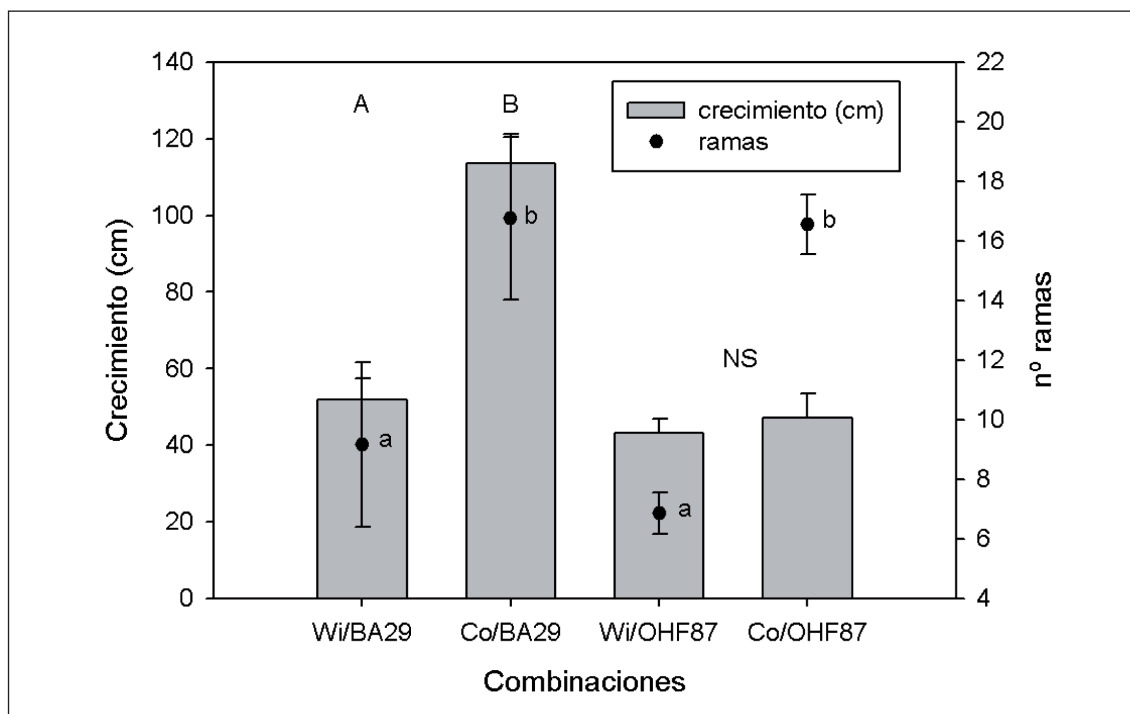 140
120
100
80
60
40
20
0
Crecimiento (cm)
22
20
18
16
14
12
10
8
6
4
nº ramas
A
B
crecimiento (cm)
ramas
a
b
a
b
NS
Wi/BA29
Co/BA29
Wi/OHF87
Co/OHF87
Combinaciones